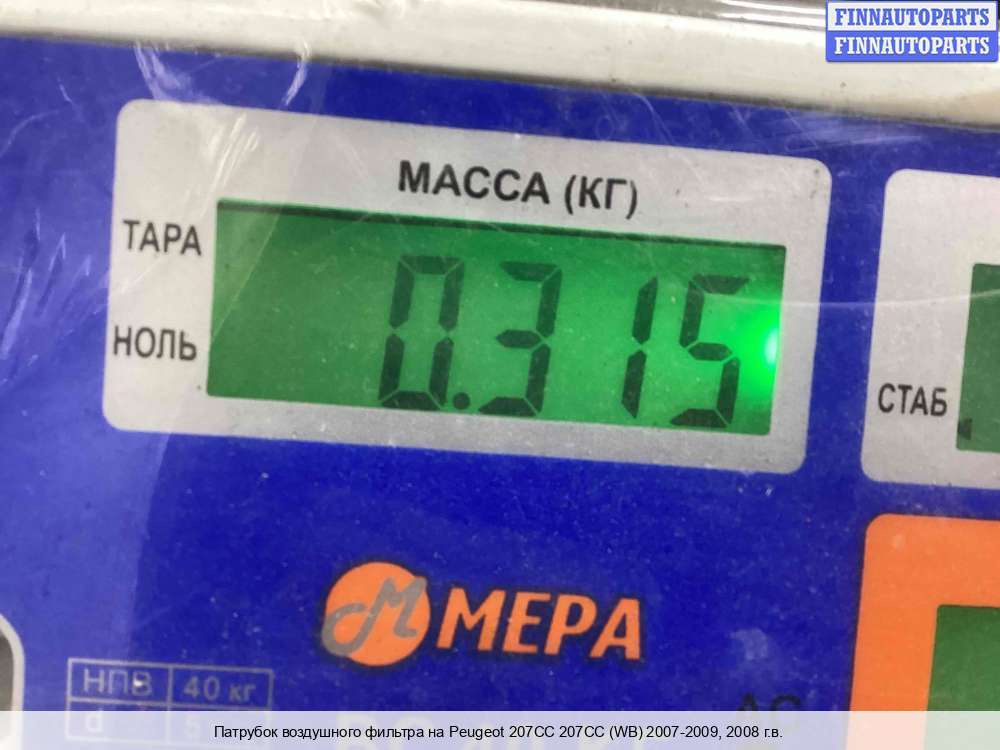 FINNAUTOPARTS
FINNAUTOPARTS
МАССА (КГ)
ТАРА
0.315
НОЛЬ
СТАБ
М МЕРА
НПВ 40 кг
d 5
Патрубок воздушного фильтра на Peugeot 207CC 207CC (WB) 2007-2009, 2008 г.в.